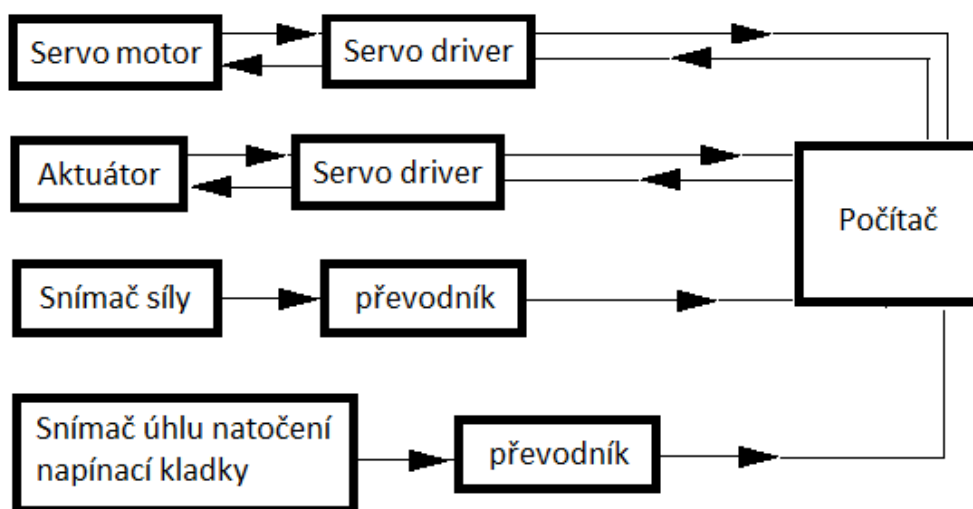 Servo motor
Servo driver
Aktuátor
Servo driver
Počítač
Snímač síly
převodník
Snímač úhlu natočení
napínací kladky
převodník